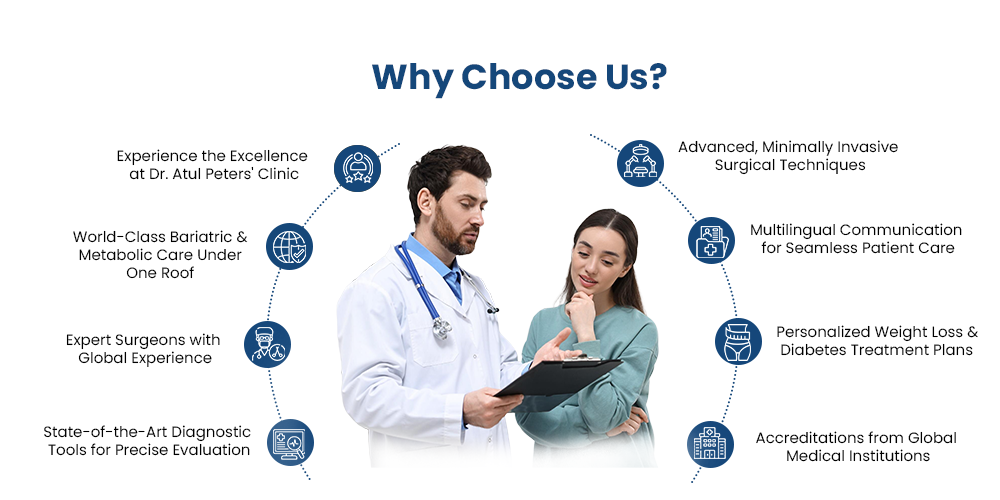 Why Choose Us?
Experience the Excellence
at Dr. Atul Peters' Clinic
World-Class Bariatric &
Metabolic Care Under
One Roof
Expert Surgeons with
Global Experience
State-of-the-Art Diagnostic
Tools for Precise Evaluation
Advanced, Minimally Invasive
Surgical Techniques
Multilingual Communication
for Seamless Patient Care
Personalized Weight Loss &
Diabetes Treatment Plans
Accreditations from Global
Medical Institutions